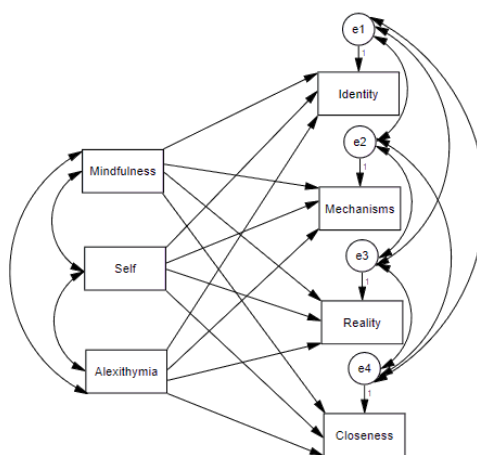 e1
1
Identity
e2
1
Mindfulness
Mechanisms
e3
Self
1
Reality
e4
Alexithymia
1
Closeness